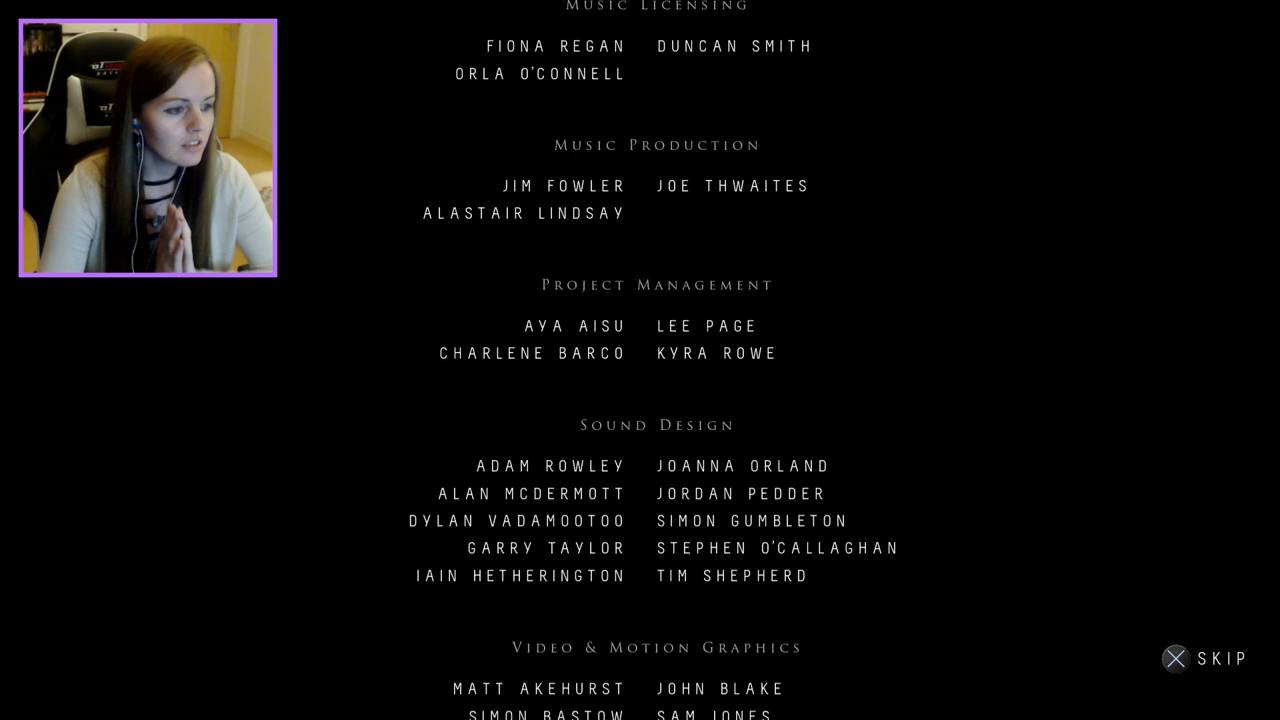 Music Licensing
FIONA REGAN DUNCAN SMITH
ORLA O'CONNELL
Music Production
JIM FOWLER JOE THWAITES
ALASTAIR LINDSAY
Project Management
AYA AISU LEE PAGE
CHARLENE BARCO KYRA ROWE
Sound Design
ADAM ROWLEY JOANNA ORLAND
ALAN MCDERMOTT JORDAN PEDDER
DYLAN VADAMOOTOO SIMON GUMBLETON
GARRY TAYLOR STEPHEN O'CALLAGHAN
IAIN HETHERINGTON TIM SHEPHERD
Video & Motion Graphics
MATT AKEHURST JOHN BLAKE
SIMON BASTOW SAM JONES
SKIP